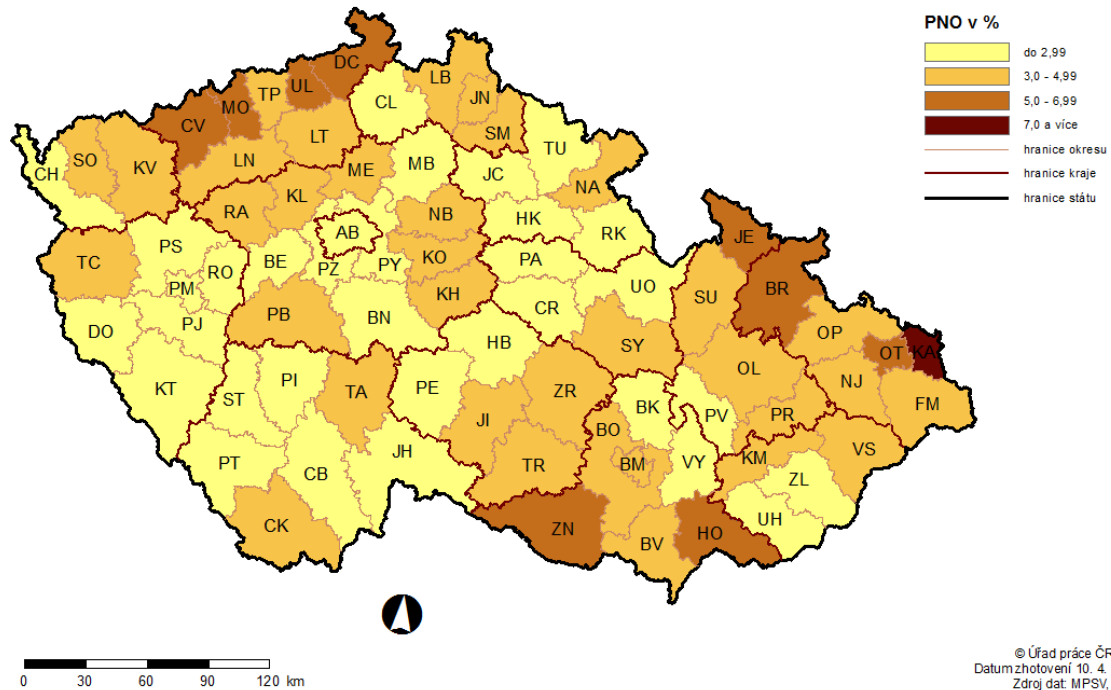 PNO v %
do 2,99
3,0 - 4,99
5,0 - 6,99
7,0 a více
hranice okresu
hranice kraje
hranice státu
DC
UL
MO
TP
CV
LT
LN
CL
LB
JN
SM
TU
CH
SO
KV
ME
MB
JC
NA
RA
KL
NB
HK
RK
AB
TC
PS
RO
BE
PZ
PY
KO
PA
PM
UO
JE
BR
DO
PJ
PB
BN
KH
CR
SU
OP
OT
KA
HB
SY
KT
ST
PI
TA
PE
ZR
OL
NJ
FM
JI
BK
PV
PR
BO
VS
PT
CB
JH
TR
BM
VY
KM
ZL
CK
ZN
BV
HO
UH
0 30 60 90 120 km
© Úřad práce ČR
Datum zhotovení 10. 4.
Zdroj dat: MPSV,